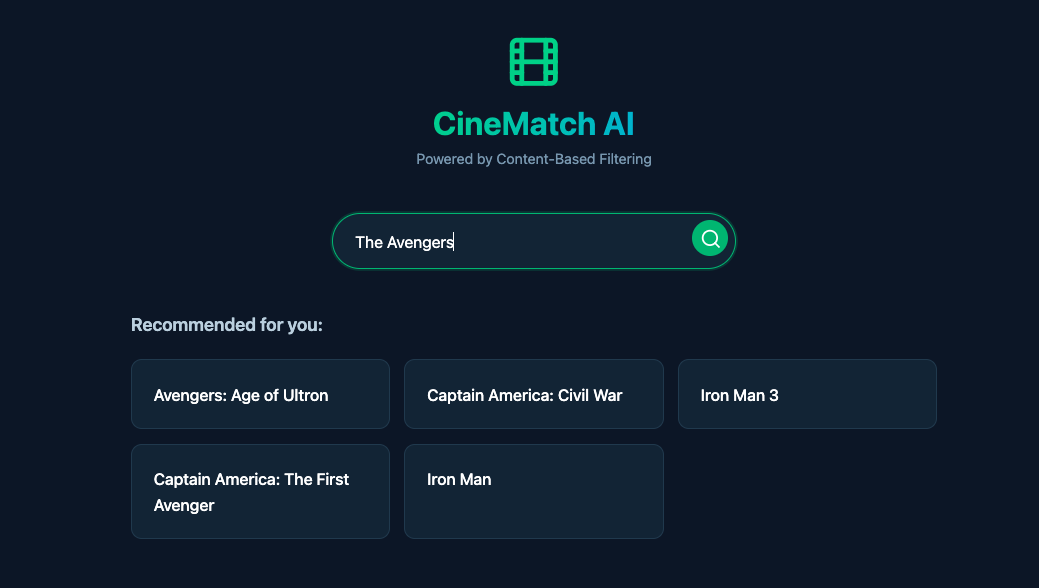 CineMatch AI
Powered by Content-Based Filtering
The Avengers
Recommended for you:
Avengers: Age of Ultron
Captain America: Civil War
Iron Man 3
Captain America: The First
Avenger
Iron Man